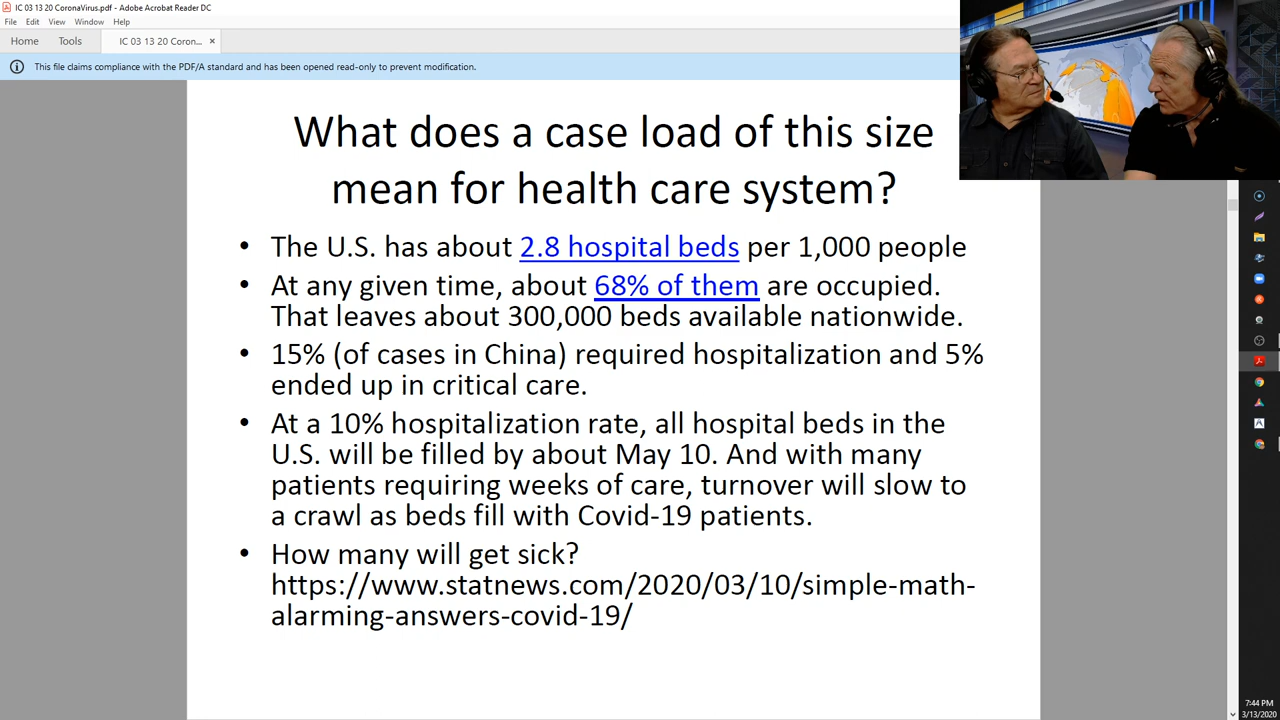 IC 03 13 20 CoronaVirus.pdf - Adobe Acrobat Reader DC
File Edit View Window Help
Home Tools IC 03 13 20 Coron... ×
This file claims compliance with the PDF/A standard and has been opened read-only to prevent modification.
What does a case load of this size
mean for health care system?
• The U.S. has about 2.8 hospital beds per 1,000 people
• At any given time, about 68% of them are occupied.
That leaves about 300,000 beds available nationwide.
• 15% (of cases in China) required hospitalization and 5%
ended up in critical care.
• At a 10% hospitalization rate, all hospital beds in the
U.S. will be filled by about May 10. And with many
patients requiring weeks of care, turnover will slow to
a crawl as beds fill with Covid-19 patients.
• How many will get sick?
https://www.statnews.com/2020/03/10/simple-math-
alarming-answers-covid-19/
7:44 PM
3/13/2020